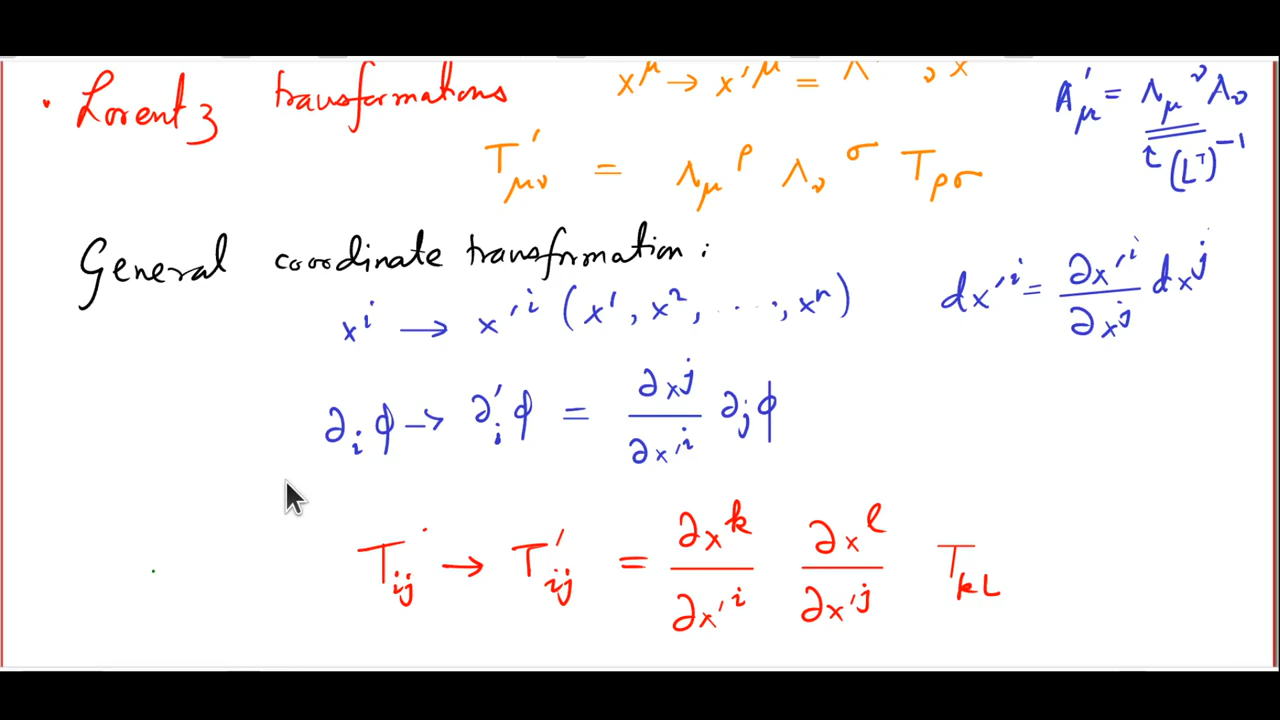 • Lorentz transformations x^μ → x'^μ = Λ ν x
A'_μ = Λ_μ^ν A_ν
↑ (L^T)^-1
T'_μν = Λ_μ^ρ Λ_ν^σ T_ρσ
General coordinate transformation :
x^i → x'^i (x^1, x^2, ..., x^n)
dx'^i = ∂x'^i/∂x^j dx^j
∂_i φ → ∂'_i φ = ∂x^j/∂x'^i ∂_j φ
T_ij → T'_ij = ∂x^k/∂x'^i ∂x^l/∂x'^j T_kL